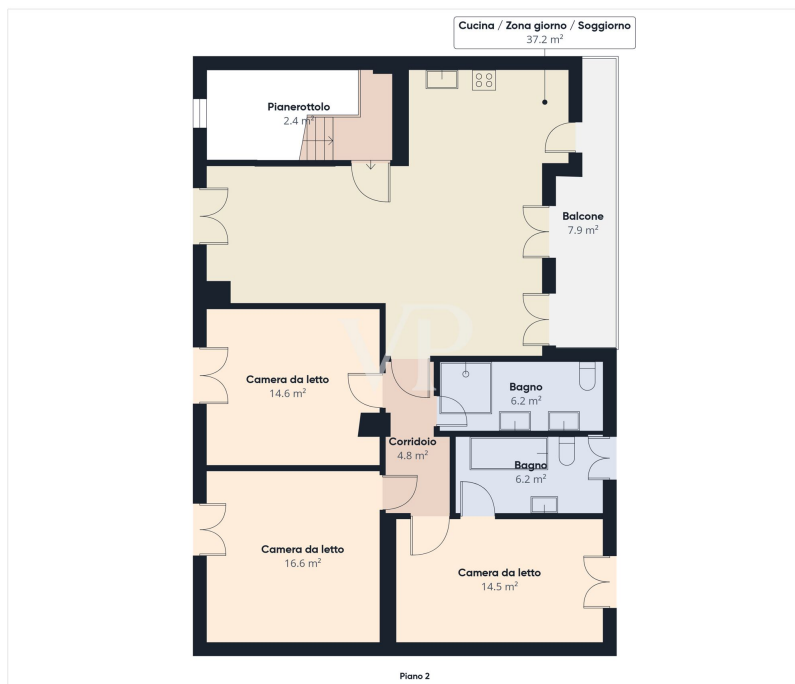 Cucina / Zona giorno / Soggiorno
37.2 m²
Pianerottolo
2.4 m²
Balcone
7.9 m²
VP
Camera da letto
14.6 m²
Bagno
6.2 m²
Corridoio
4.8 m²
Bagno
6.2 m²
Camera da letto
16.6 m²
Camera da letto
14.5 m²
Piano 2